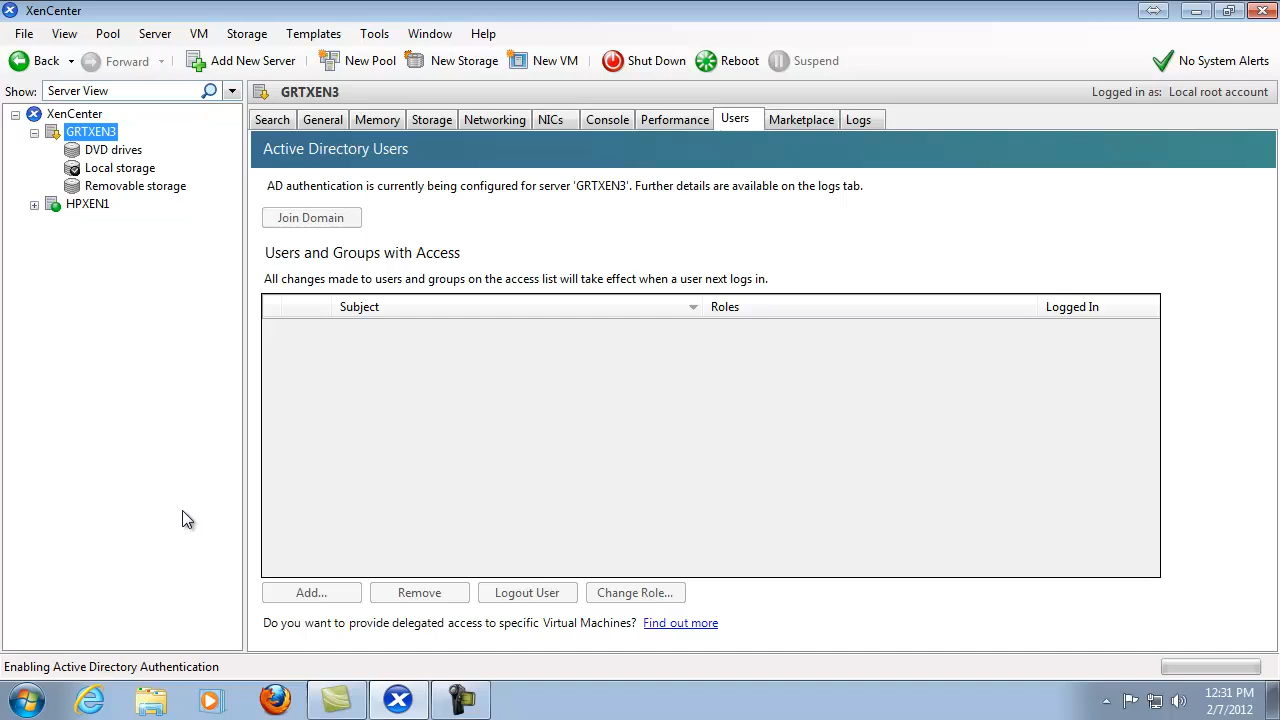 XenCenter
File View Pool Server VM Storage Templates Tools Window Help
Back Forward Add New Server New Pool New Storage New VM Shut Down Reboot Suspend No System Alerts
Show: Server View
GRTXEN3 Logged in as: Local root account
XenCenter
GRTXEN3
DVD drives
Local storage
Removable storage
HPXEN1
Search General Memory Storage Networking NICs Console Performance Users Marketplace Logs
Active Directory Users
AD authentication is currently being configured for server 'GRTXEN3'. Further details are available on the logs tab.
Join Domain
Users and Groups with Access
All changes made to users and groups on the access list will take effect when a user next logs in.
Subject Roles Logged In
Add... Remove Logout User Change Role...
Do you want to provide delegated access to specific Virtual Machines? Find out more
Enabling Active Directory Authentication
12:31 PM
2/7/2012